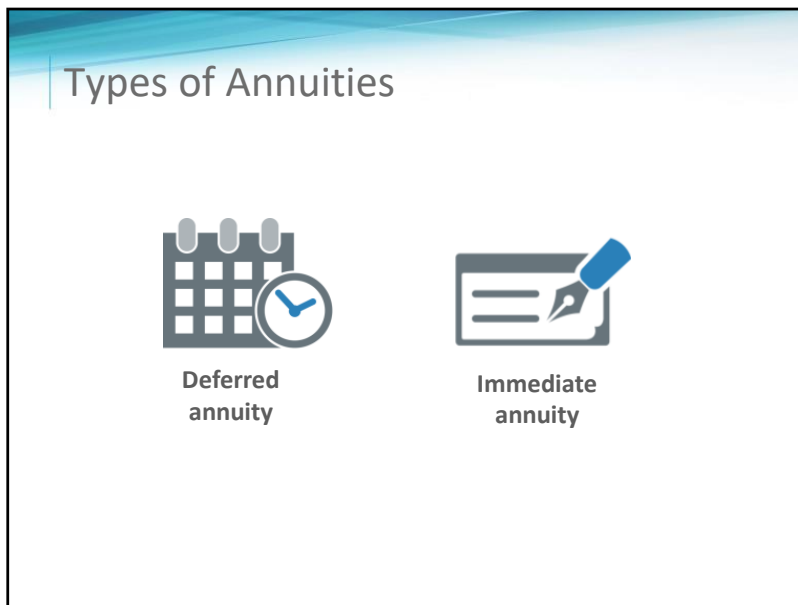 Types of Annuities
Deferred
annuity
Immediate
annuity